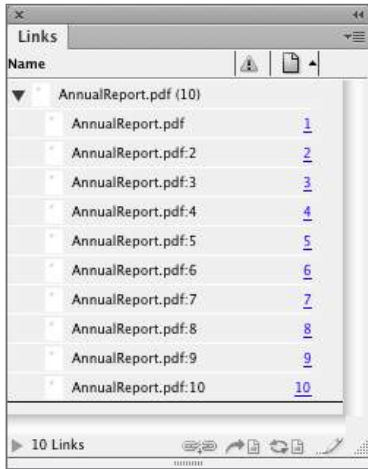 Links
Name
AnnualReport.pdf (10)
AnnualReport.pdf 1
AnnualReport.pdf:2 2
AnnualReport.pdf:3 3
AnnualReport.pdf:4 4
AnnualReport.pdf:5 5
AnnualReport.pdf:6 6
AnnualReport.pdf:7 7
AnnualReport.pdf:8 8
AnnualReport.pdf:9 9
AnnualReport.pdf:10 10
10 Links